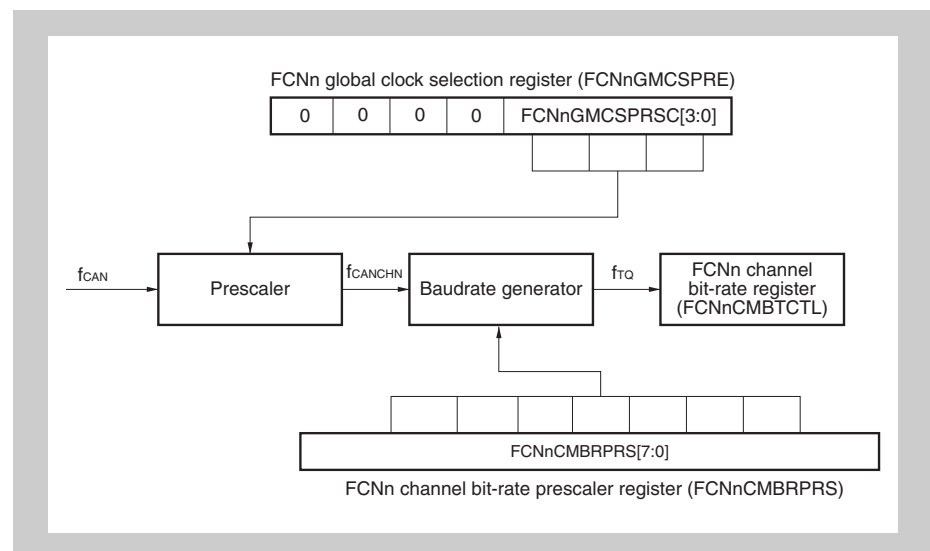 FCNn global clock selection register (FCNnGMCSPRE)
0 0 0 0 FCNnGMCSPRSC[3:0]
fCAN
Prescaler
fCANCHN
Baudrate generator
fTQ
FCNn channel
bit-rate register
(FCNnCMBTCTL)
FCNnCMBRPRS[7:0]
FCNn channel bit-rate prescaler register (FCNnCMBRPRS)